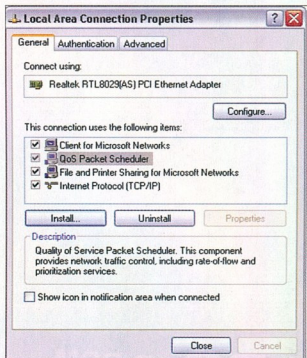 Local Area Connection Properties
General Authentication Advanced
Connect using:
Realtek RTL8029(AS) PCI Ethernet Adapter
Configure...
This connection uses the following items:
Client for Microsoft Networks
QoS Packet Scheduler
File and Printer Sharing for Microsoft Networks
Internet Protocol (TCP/IP)
Install... Uninstall Properties
Description
Quality of Service Packet Scheduler. This component
provides network traffic control, including rate-of-flow and
prioritization services.
Show icon in notification area when connected
Close Cancel